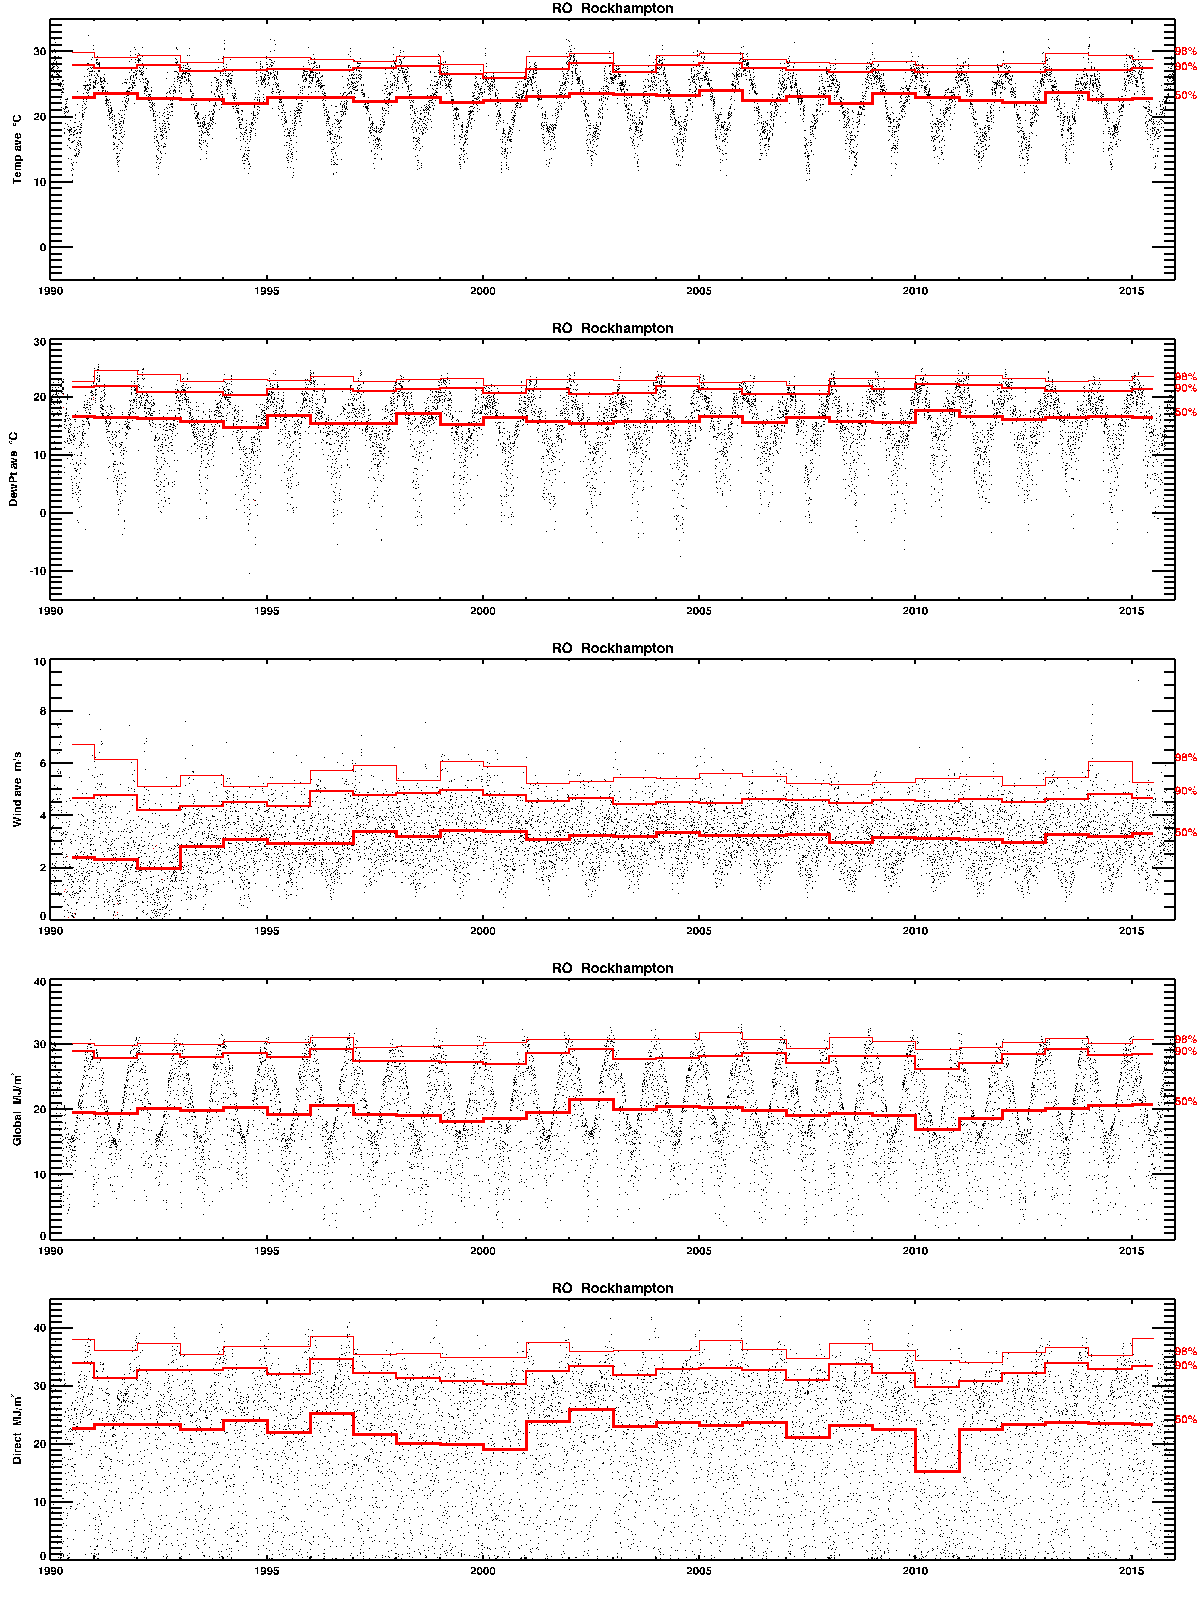 RO Rockhampton
30
20
10
0
Temp ave °C
98%
90%
50%
1990 1995 2000 2005 2010 2015
RO Rockhampton
30
20
10
0
-10
DewPt ave °C
98%
90%
50%
1990 1995 2000 2005 2010 2015
RO Rockhampton
10
8
6
4
2
0
Wind ave m/s
98%
90%
50%
1990 1995 2000 2005 2010 2015
RO Rockhampton
40
30
20
10
0
Global MJ/m²
98%
90%
50%
1990 1995 2000 2005 2010 2015
RO Rockhampton
40
30
20
10
0
Direct MJ/m²
98%
90%
50%
1990 1995 2000 2005 2010 2015